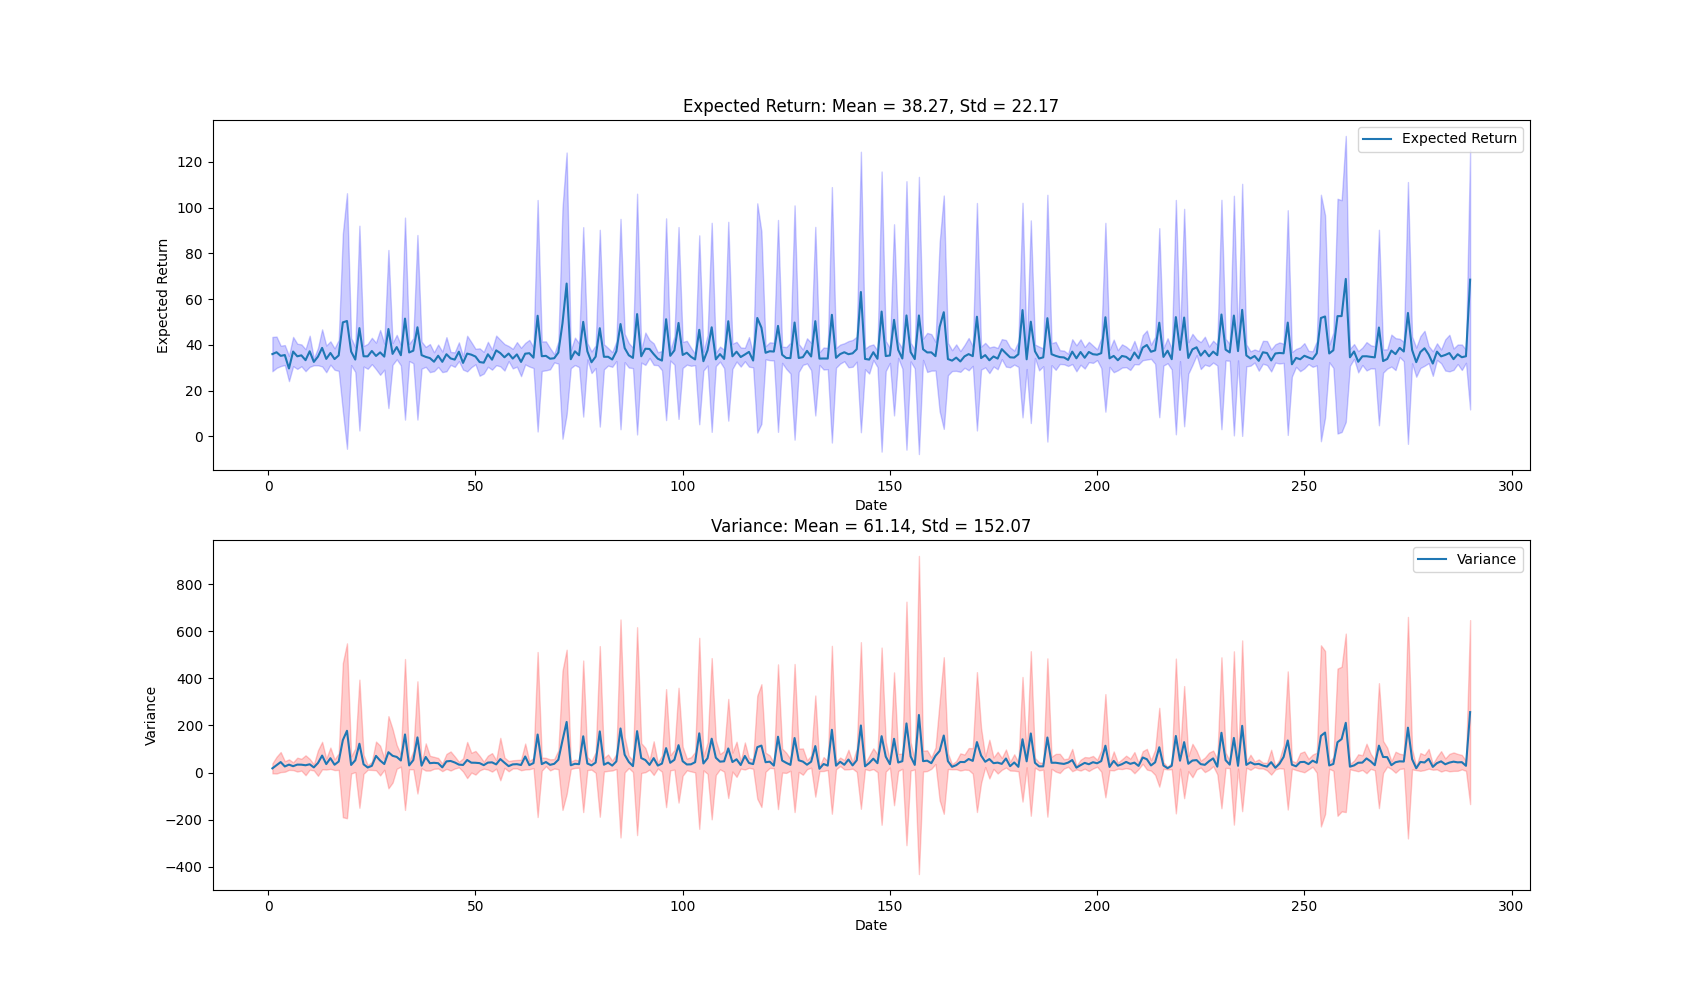 Expected Return: Mean = 38.27, Std = 22.17
Expected Return
120
100
80
60
40
20
0
Expected Return
0 50 100 150 200 250 300
Date
Variance: Mean = 61.14, Std = 152.07
Variance
800
600
400
200
0
−200
−400
Variance
0 50 100 150 200 250 300
Date